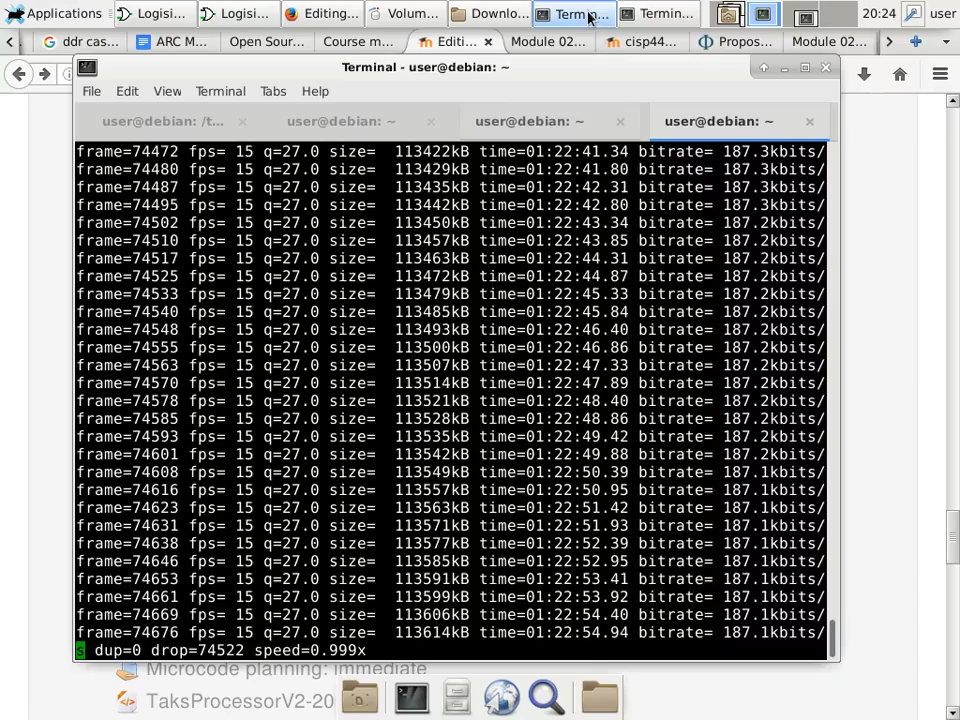 Applications Logisi... Logisi... Editing... Volum... Downlo... Termi... Termin... 20:24 user
ddr cas... ARC M... Open Sour... Course m... Editi... Module 02... cisp44... Propos... Module 02...
Terminal - user@debian: ~
File Edit View Terminal Tabs Help
user@debian: /t... user@debian: ~ user@debian: ~ user@debian: ~
frame=74472 fps= 15 q=27.0 size= 113422kB time=01:22:41.34 bitrate= 187.3kbits/
frame=74480 fps= 15 q=27.0 size= 113429kB time=01:22:41.80 bitrate= 187.3kbits/
frame=74487 fps= 15 q=27.0 size= 113435kB time=01:22:42.31 bitrate= 187.3kbits/
frame=74495 fps= 15 q=27.0 size= 113442kB time=01:22:42.80 bitrate= 187.3kbits/
frame=74502 fps= 15 q=27.0 size= 113450kB time=01:22:43.34 bitrate= 187.2kbits/
frame=74510 fps= 15 q=27.0 size= 113457kB time=01:22:43.85 bitrate= 187.2kbits/
frame=74517 fps= 15 q=27.0 size= 113463kB time=01:22:44.31 bitrate= 187.2kbits/
frame=74525 fps= 15 q=27.0 size= 113472kB time=01:22:44.87 bitrate= 187.2kbits/
frame=74533 fps= 15 q=27.0 size= 113479kB time=01:22:45.33 bitrate= 187.2kbits/
frame=74540 fps= 15 q=27.0 size= 113485kB time=01:22:45.84 bitrate= 187.2kbits/
frame=74548 fps= 15 q=27.0 size= 113493kB time=01:22:46.40 bitrate= 187.2kbits/
frame=74555 fps= 15 q=27.0 size= 113500kB time=01:22:46.86 bitrate= 187.2kbits/
frame=74563 fps= 15 q=27.0 size= 113507kB time=01:22:47.33 bitrate= 187.2kbits/
frame=74570 fps= 15 q=27.0 size= 113514kB time=01:22:47.89 bitrate= 187.2kbits/
frame=74578 fps= 15 q=27.0 size= 113521kB time=01:22:48.40 bitrate= 187.2kbits/
frame=74585 fps= 15 q=27.0 size= 113528kB time=01:22:48.86 bitrate= 187.2kbits/
frame=74593 fps= 15 q=27.0 size= 113535kB time=01:22:49.42 bitrate= 187.2kbits/
frame=74601 fps= 15 q=27.0 size= 113542kB time=01:22:49.88 bitrate= 187.2kbits/
frame=74608 fps= 15 q=27.0 size= 113549kB time=01:22:50.39 bitrate= 187.1kbits/
frame=74616 fps= 15 q=27.0 size= 113557kB time=01:22:50.95 bitrate= 187.1kbits/
frame=74623 fps= 15 q=27.0 size= 113563kB time=01:22:51.42 bitrate= 187.1kbits/
frame=74631 fps= 15 q=27.0 size= 113571kB time=01:22:51.93 bitrate= 187.1kbits/
frame=74638 fps= 15 q=27.0 size= 113577kB time=01:22:52.39 bitrate= 187.1kbits/
frame=74646 fps= 15 q=27.0 size= 113585kB time=01:22:52.95 bitrate= 187.1kbits/
frame=74653 fps= 15 q=27.0 size= 113591kB time=01:22:53.41 bitrate= 187.1kbits/
frame=74661 fps= 15 q=27.0 size= 113599kB time=01:22:53.92 bitrate= 187.1kbits/
frame=74669 fps= 15 q=27.0 size= 113606kB time=01:22:54.40 bitrate= 187.1kbits/
frame=74676 fps= 15 q=27.0 size= 113614kB time=01:22:54.94 bitrate= 187.1kbits/
s dup=0 drop=74522 speed=0.999x
Microcode planning: immediate
TaksProcessorV2-20